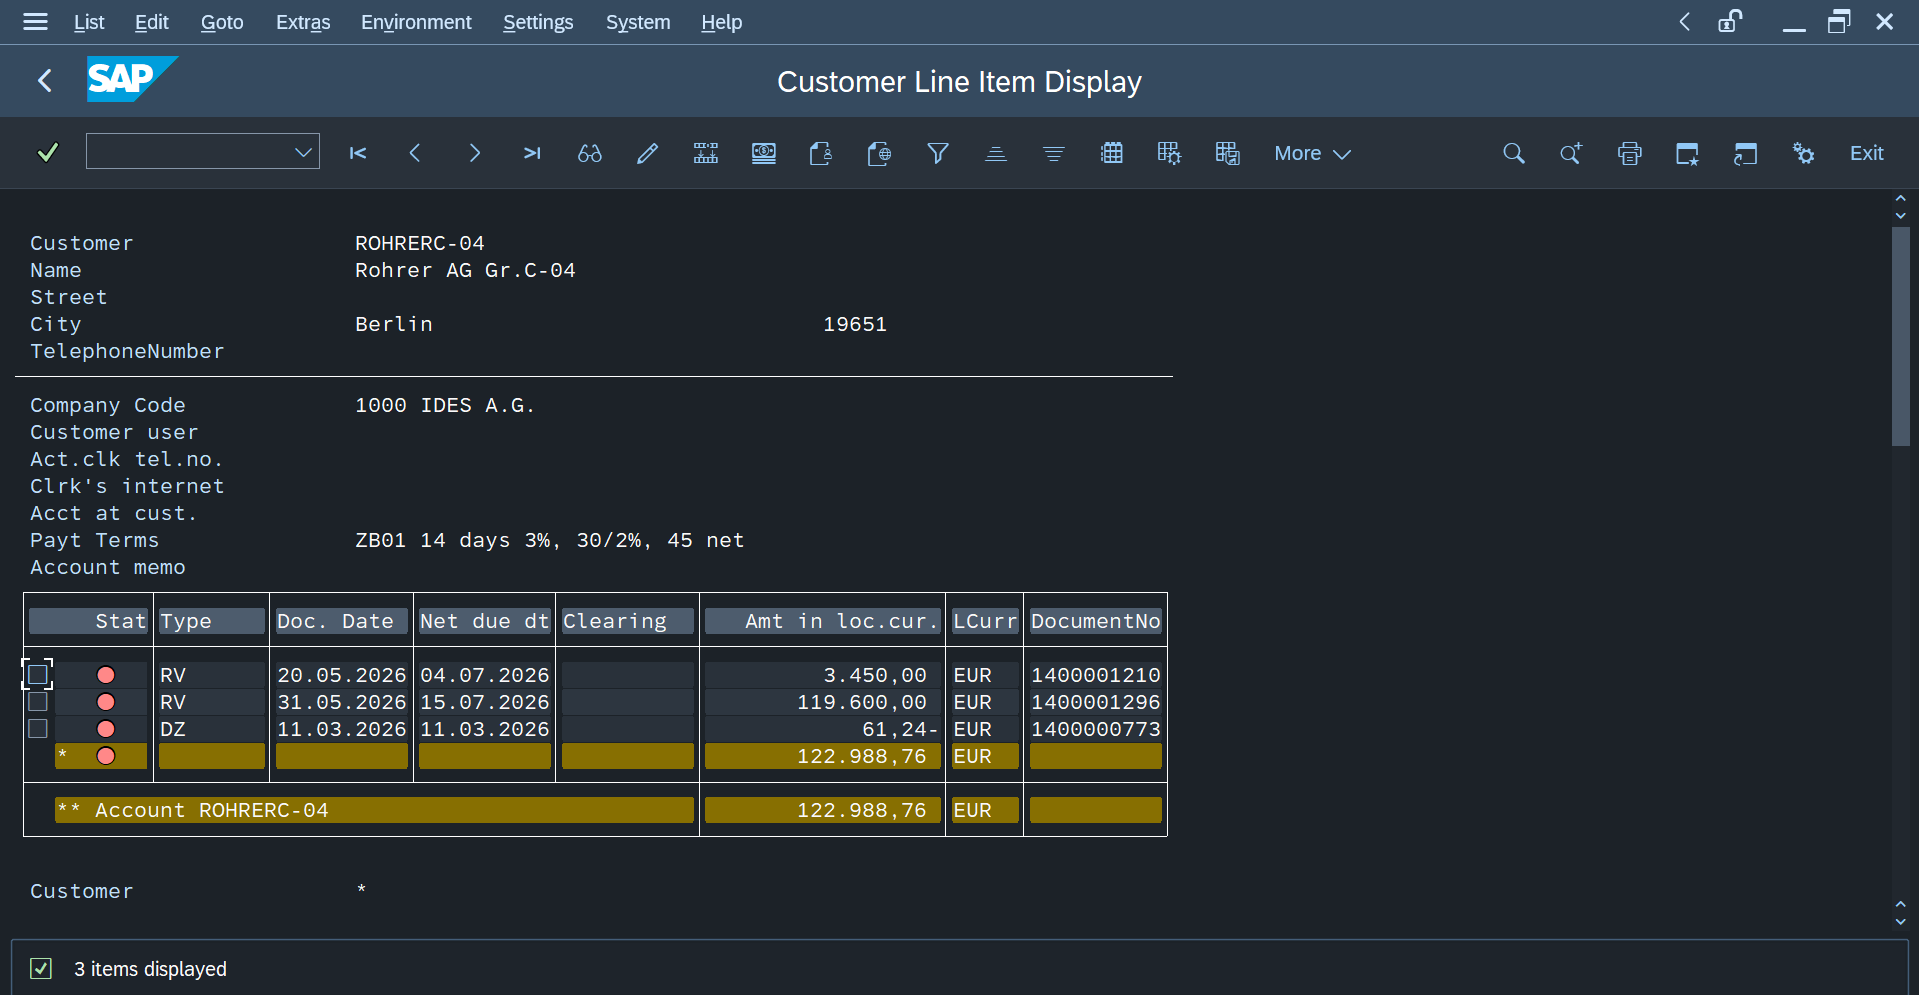 List Edit Goto Extras Environment Settings System Help
SAP Customer Line Item Display
More Exit
Customer ROHRERC-04
Name Rohrer AG Gr.C-04
Street
City Berlin 19651
TelephoneNumber
Company Code 1000 IDES A.G.
Customer user
Act.clk tel.no.
Clrk's internet
Acct at cust.
Payt Terms ZB01 14 days 3%, 30/2%, 45 net
Account memo
Stat Type Doc. Date Net due dt Clearing Amt in loc.cur. LCurr DocumentNo
RV 20.05.2026 04.07.2026 3.450,00 EUR 1400001210
RV 31.05.2026 15.07.2026 119.600,00 EUR 1400001296
DZ 11.03.2026 11.03.2026 61,24- EUR 1400000773
* 122.988,76 EUR
** Account ROHRERC-04 122.988,76 EUR
Customer *
3 items displayed